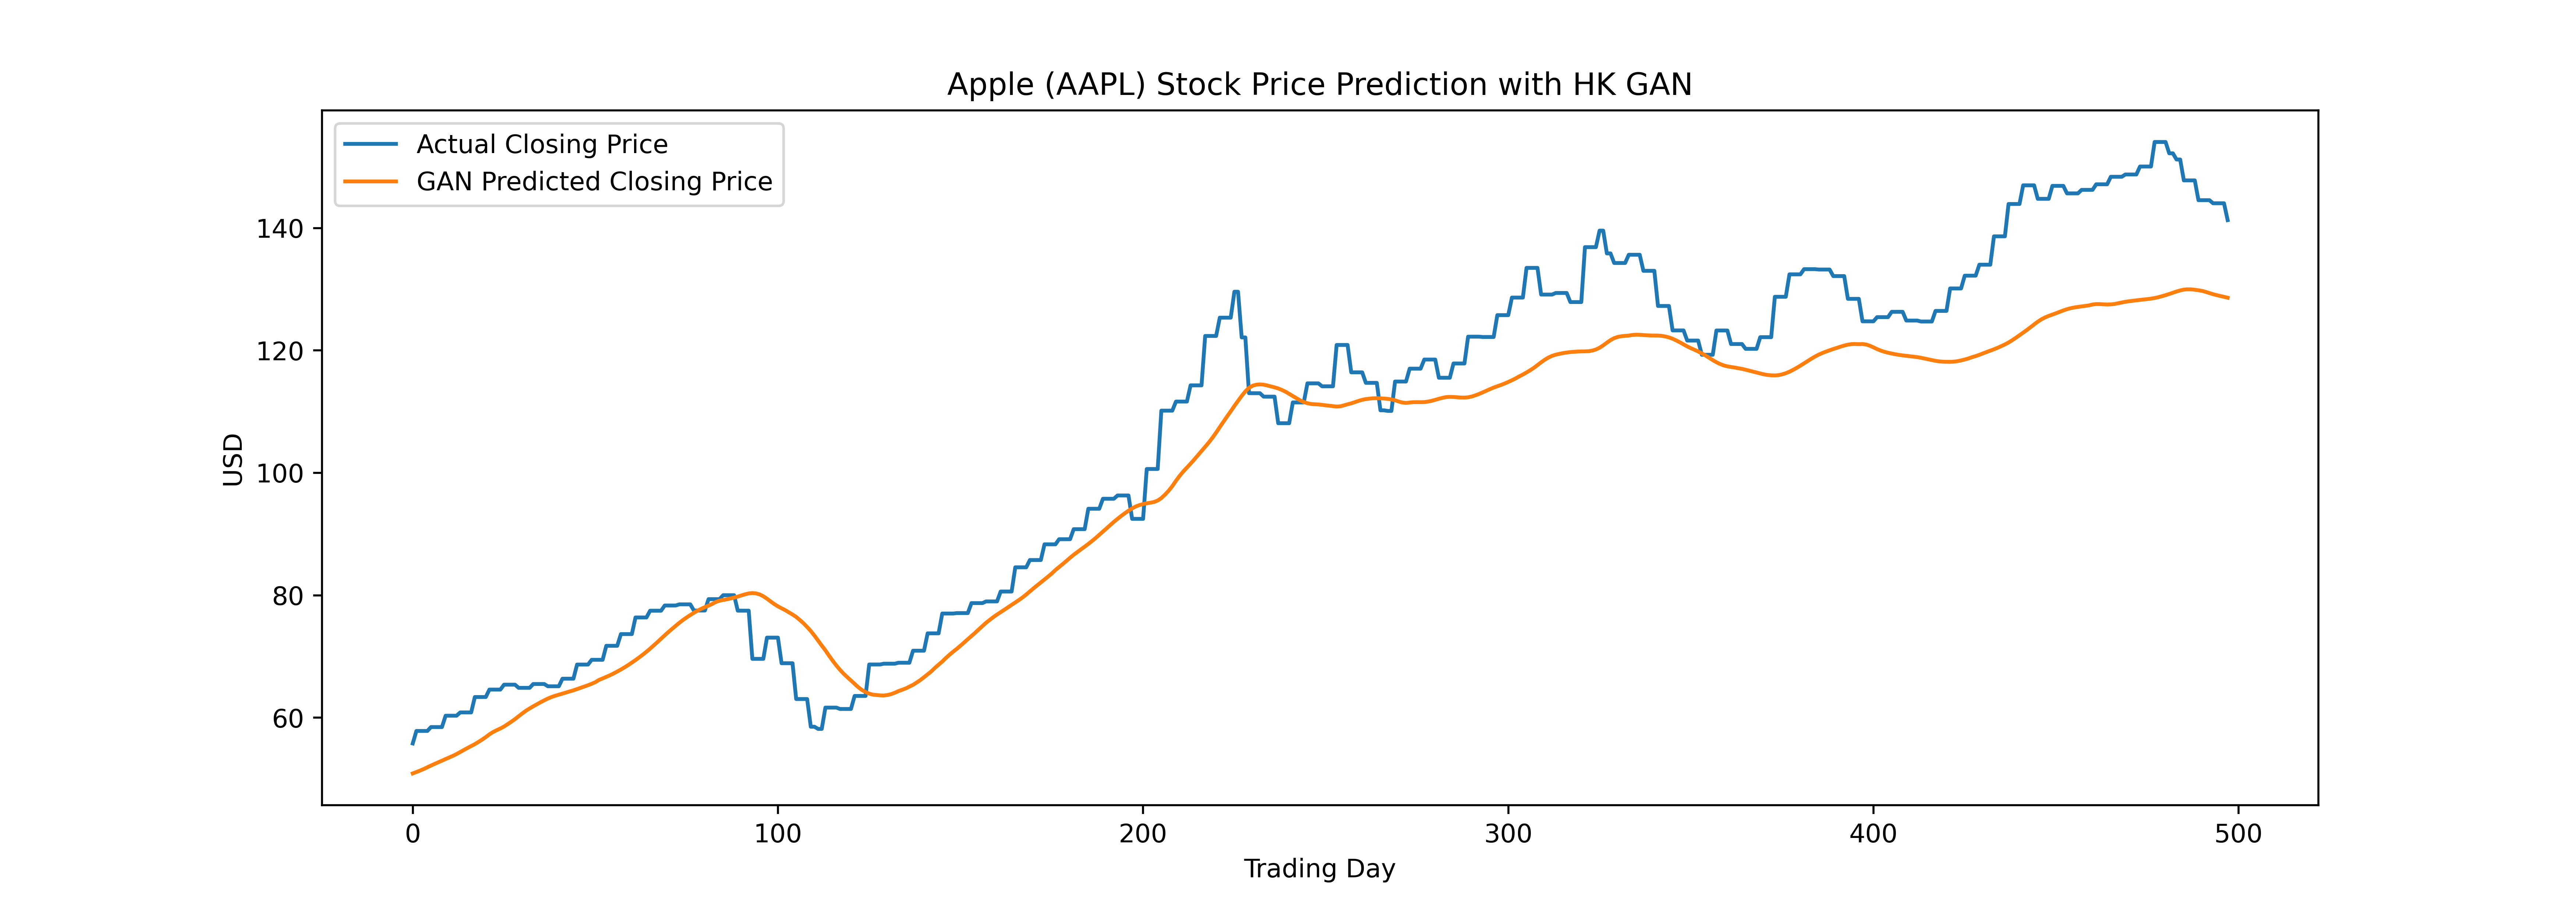 Apple (AAPL) Stock Price Prediction with HK GAN
Actual Closing Price
GAN Predicted Closing Price
USD
140
120
100
80
60
0 100 200 300 400 500
Trading Day